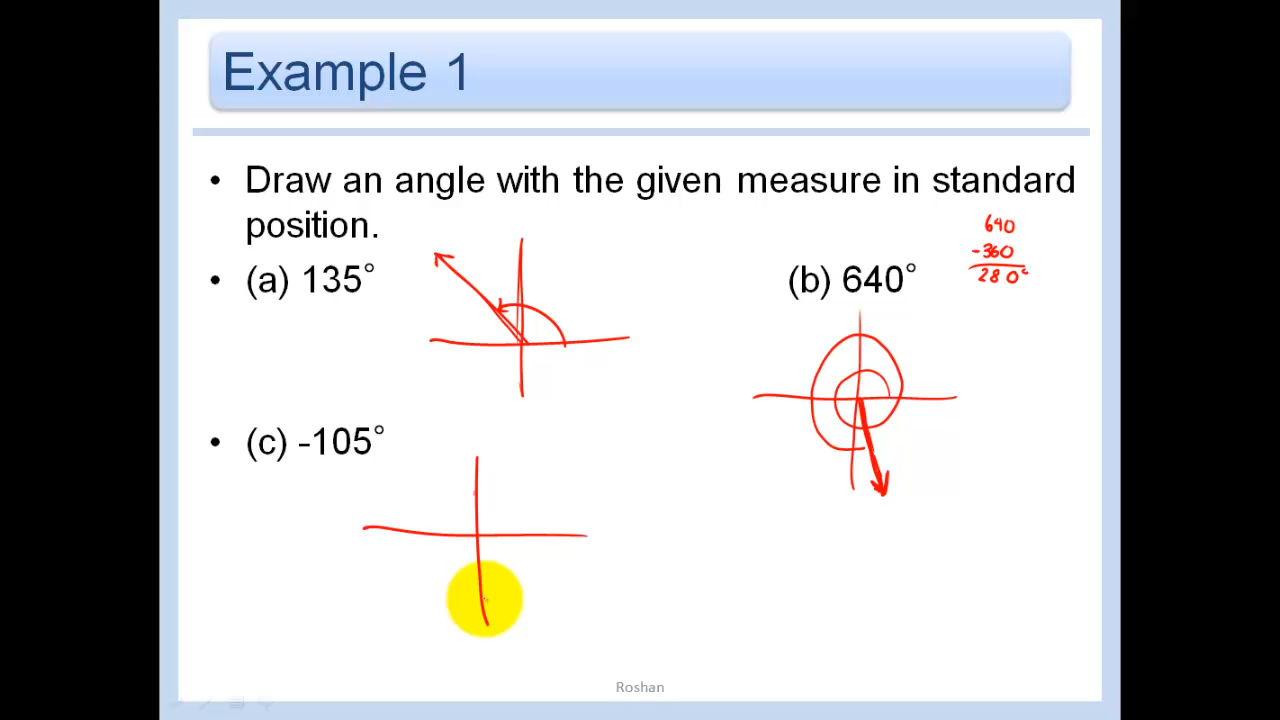 Example 1
• Draw an angle with the given measure in standard
position.
640
-360
280°
• (a) 135°
(b) 640°
• (c) -105°
Roshan